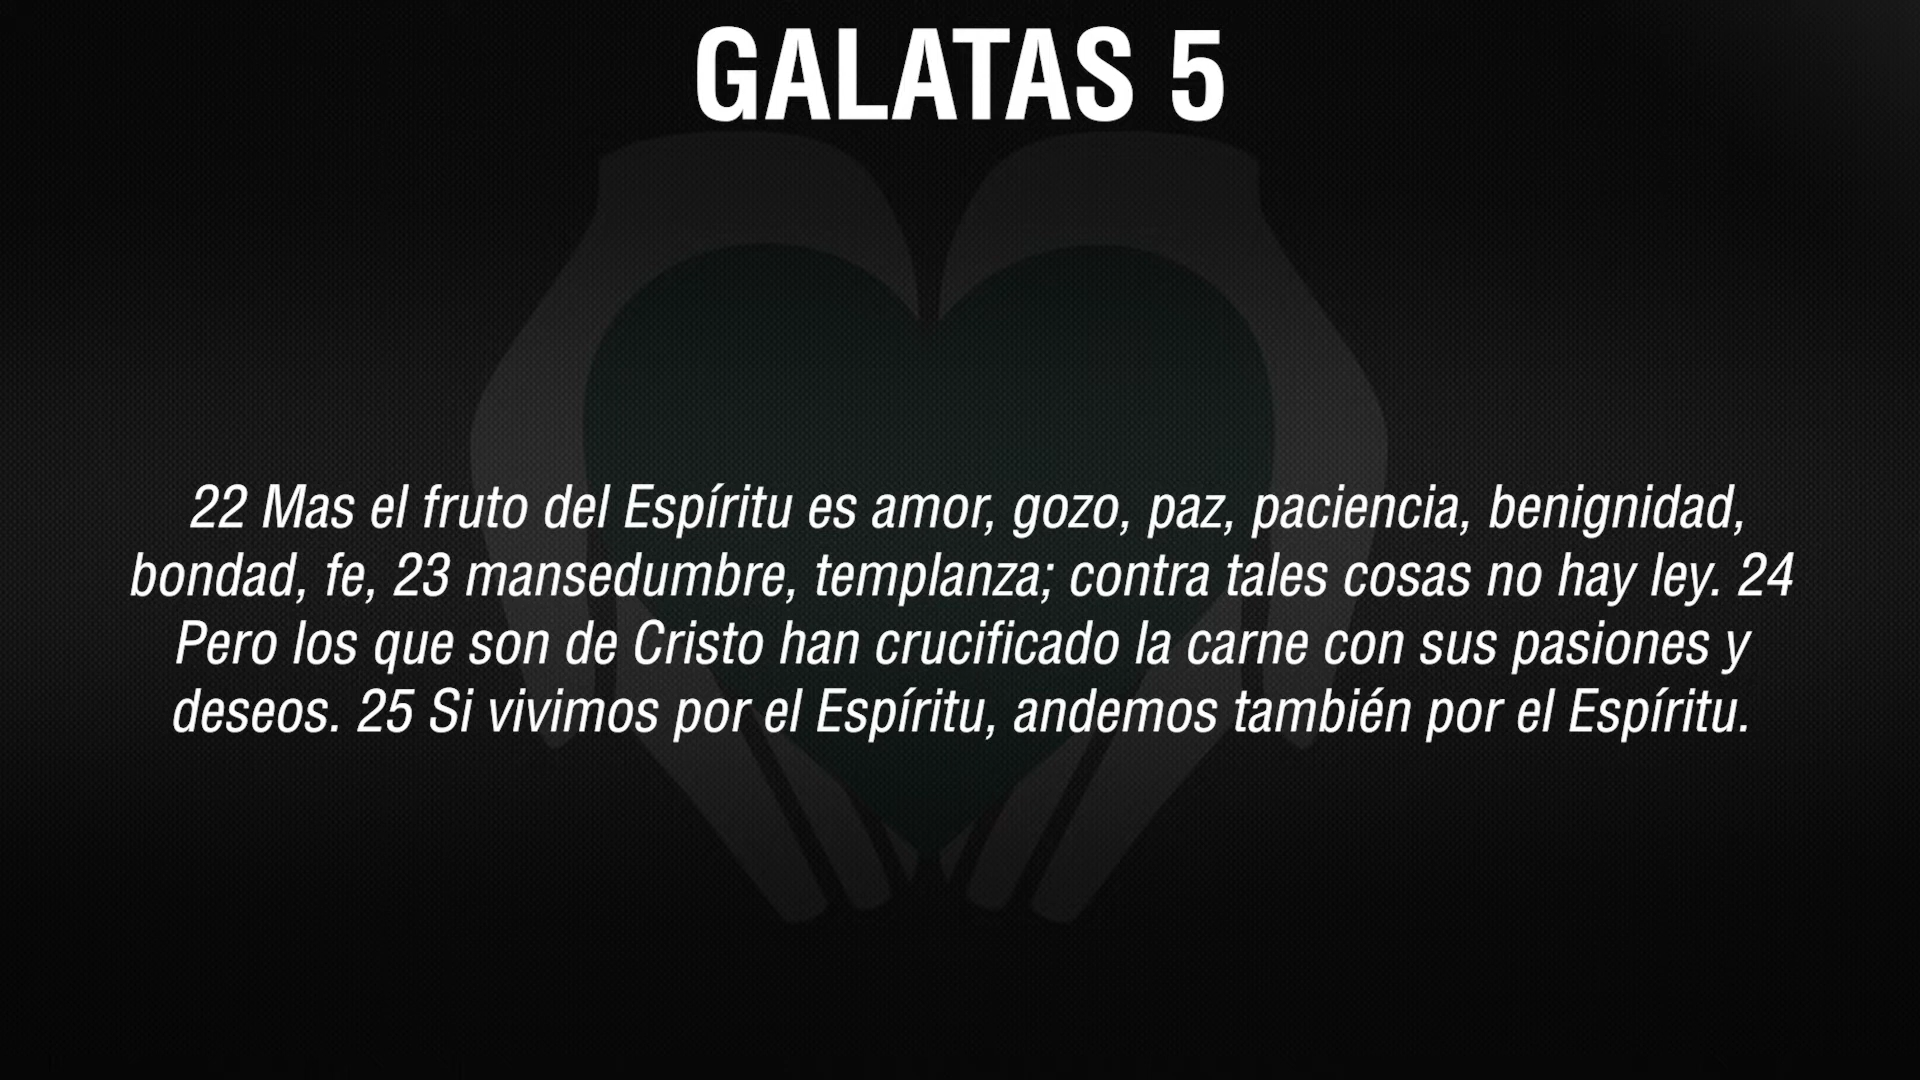 GALATAS 5
22 Mas el fruto del Espíritu es amor, gozo, paz, paciencia, benignidad,
bondad, fe, 23 mansedumbre, templanza; contra tales cosas no hay ley. 24
Pero los que son de Cristo han crucificado la carne con sus pasiones y
deseos. 25 Si vivimos por el Espíritu, andemos también por el Espíritu.